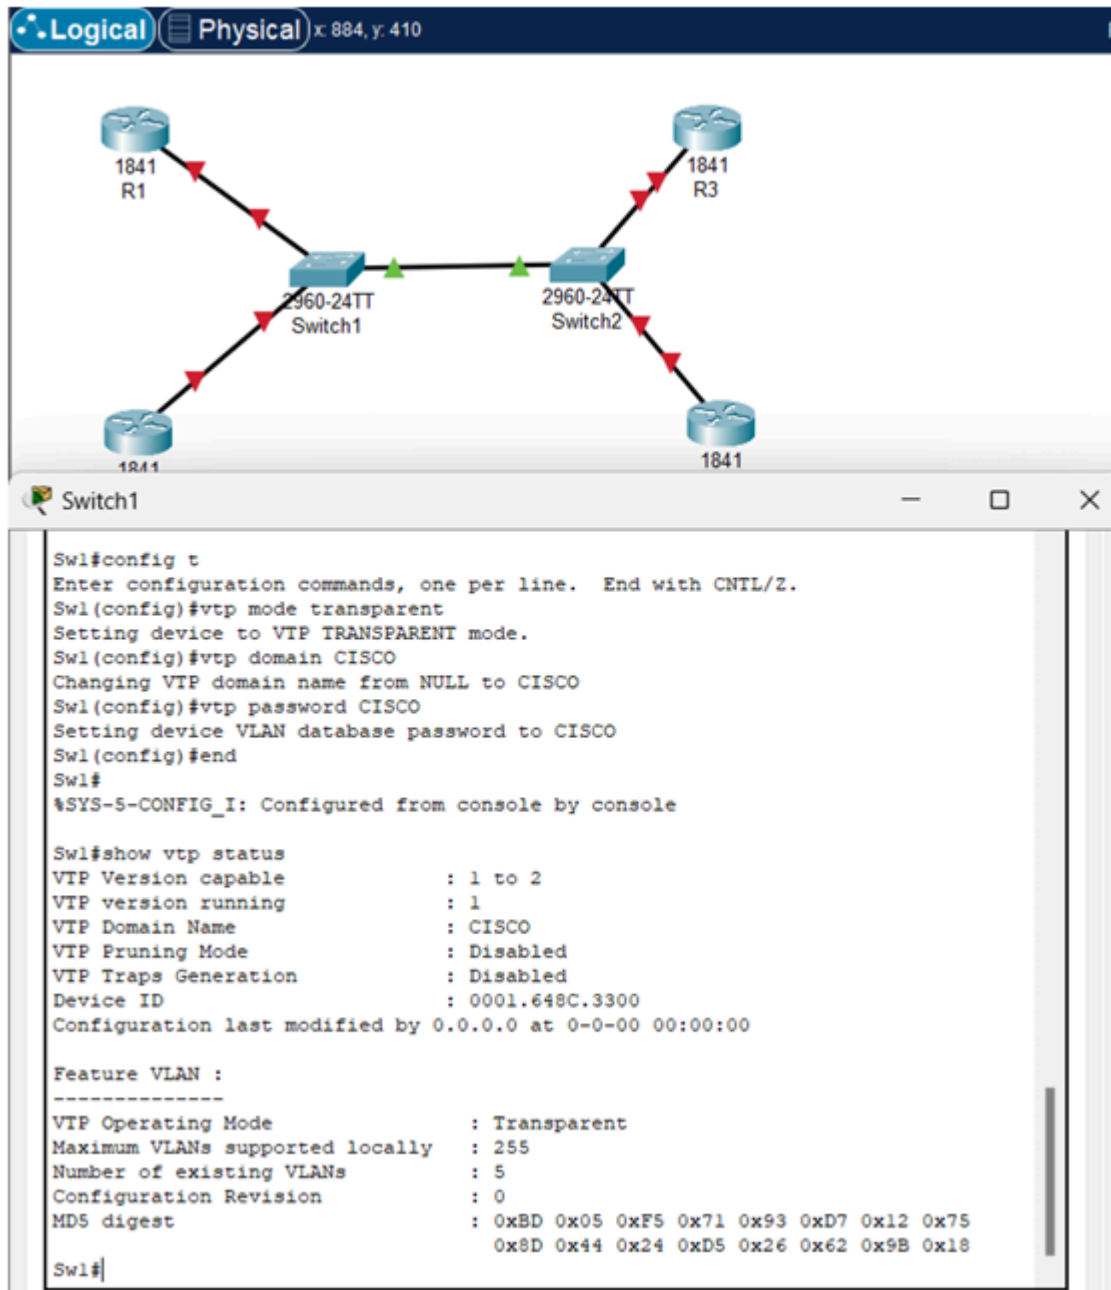 Logical Physical x: 884, y: 410
1841
R1
1841
R3
2960-24TT
Switch1
2960-24TT
Switch2
1841
1841
Switch1
Sw1#config t
Enter configuration commands, one per line.  End with CNTL/Z.
Sw1(config)#vtp mode transparent
Setting device to VTP TRANSPARENT mode.
Sw1(config)#vtp domain CISCO
Changing VTP domain name from NULL to CISCO
Sw1(config)#vtp password CISCO
Setting device VLAN database password to CISCO
Sw1(config)#end
Sw1#
%SYS-5-CONFIG_I: Configured from console by console
Sw1#show vtp status
VTP Version capable : 1 to 2
VTP version running : 1
VTP Domain Name : CISCO
VTP Pruning Mode : Disabled
VTP Traps Generation : Disabled
Device ID : 0001.648C.3300
Configuration last modified by 0.0.0.0 at 0-0-00 00:00:00
Feature VLAN :
--------------
VTP Operating Mode : Transparent
Maximum VLANs supported locally : 255
Number of existing VLANs : 5
Configuration Revision : 0
MD5 digest : 0xBD 0x05 0xF5 0x71 0x93 0xD7 0x12 0x75
0x8D 0x44 0x24 0xD5 0x26 0x62 0x9B 0x18
Sw1#